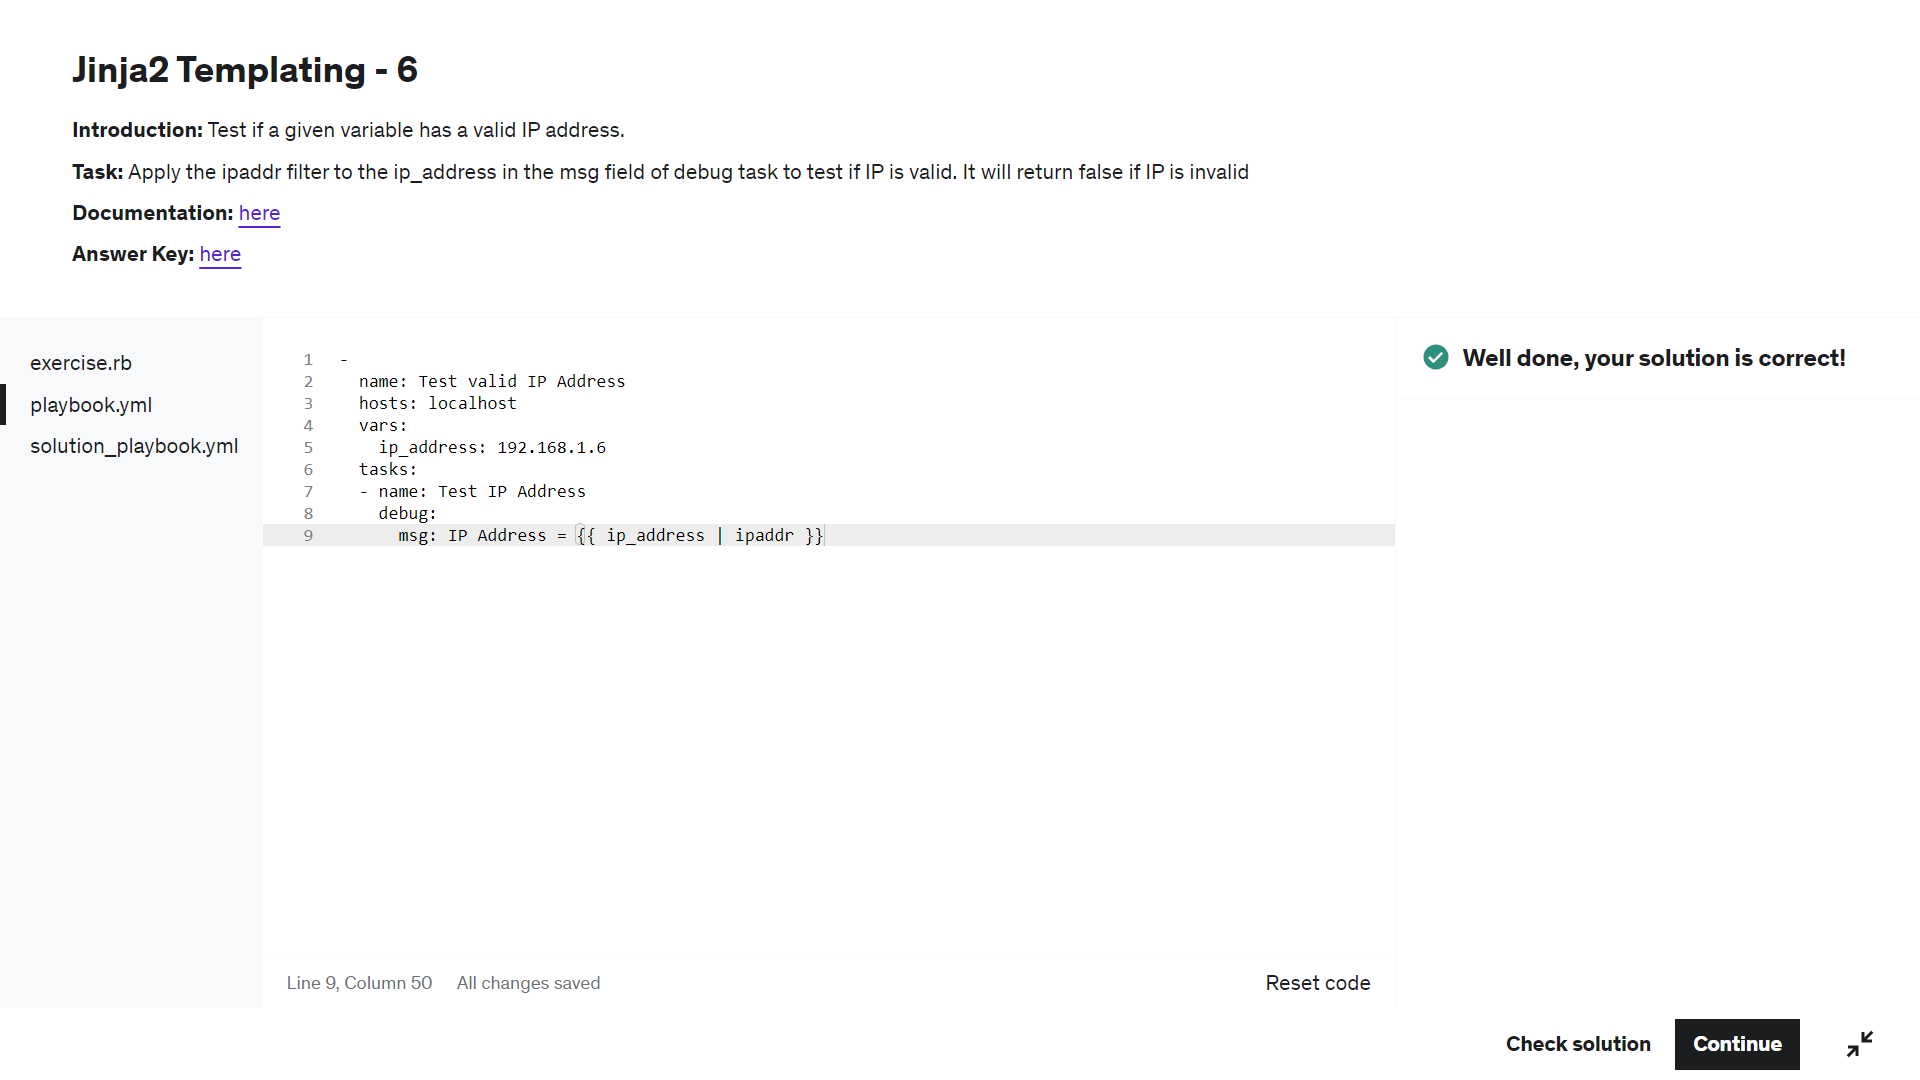 Jinja2 Templating - 6
Introduction: Test if a given variable has a valid IP address.
Task: Apply the ipaddr filter to the ip_address in the msg field of debug task to test if IP is valid. It will return false if IP is invalid
Documentation: here
Answer Key: here
exercise.rb
playbook.yml
solution_playbook.yml
1 -
2 name: Test valid IP Address
3 hosts: localhost
4 vars:
5 ip_address: 192.168.1.6
6 tasks:
7 - name: Test IP Address
8 debug:
9 msg: IP Address = {{ ip_address | ipaddr }}
Well done, your solution is correct!
Line 9, Column 50 All changes saved Reset code
Check solution Continue